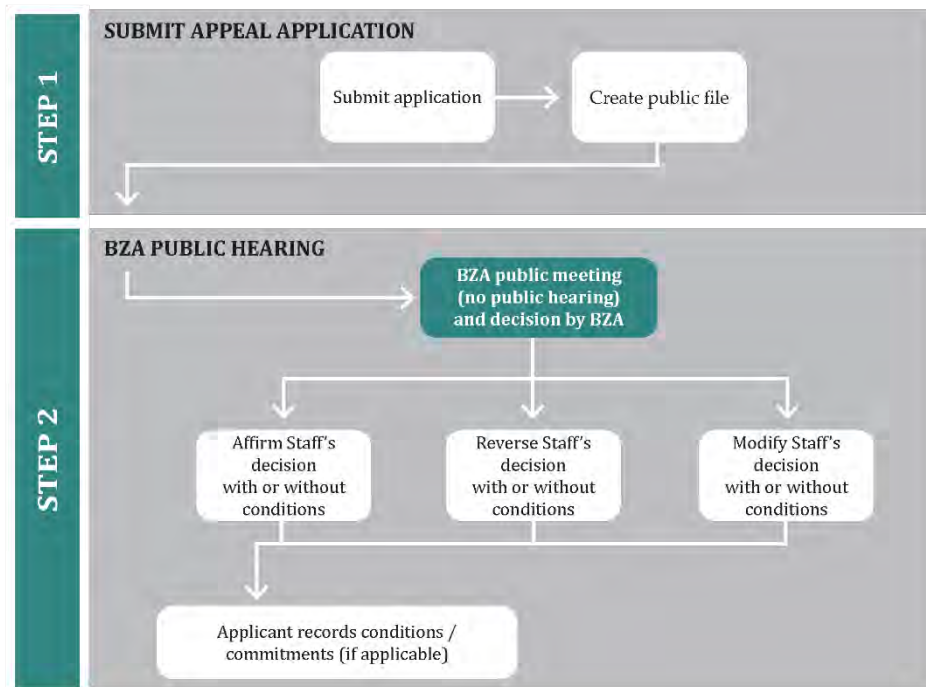 STEP 1
SUBMIT APPEAL APPLICATION
Submit application
Create public file
STEP 2
BZA PUBLIC HEARING
BZA public meeting
(no public hearing)
and decision by BZA
Affirm Staff's
decision
with or without
conditions
Reverse Staff's
decision
with or without
conditions
Modify Staff's
decision
with or without
conditions
Applicant records conditions /
commitments (if applicable)